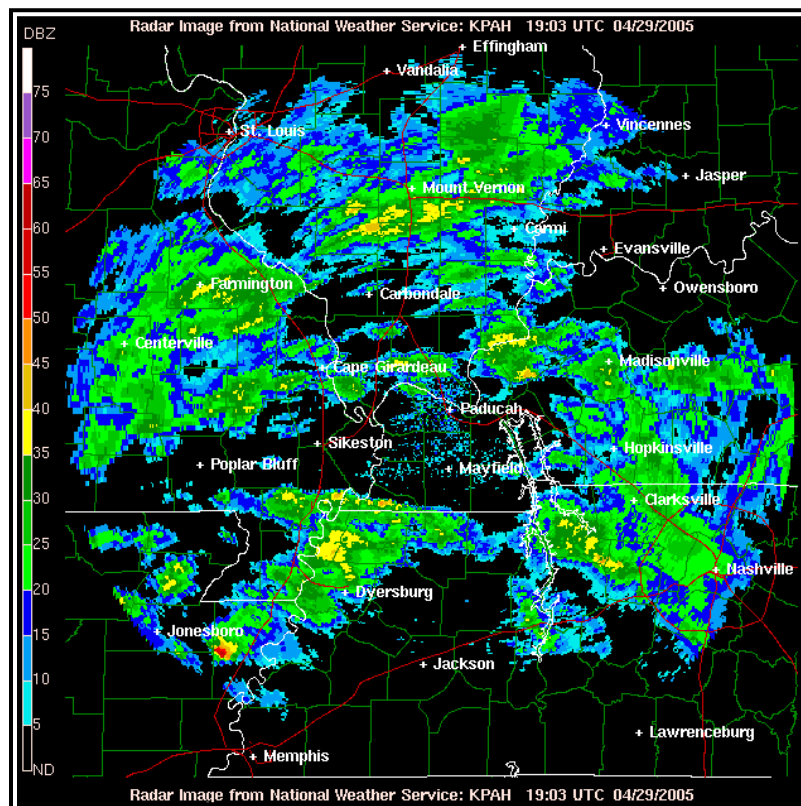 Radar Image from National Weather Service: KPAH 19:03 UTC 04/29/2005
DBZ
Effingham
Vandalia
75
St. Louis
Vincennes
70
65
Jasper
Mount Vernon
60
Carmi
55
Evansville
Farmington
Owensboro
Carbondale
50
Centerville
45
Madisonville
Cape Girardeau
40
Paducah
35
Sikeston
Hopkinsville
Poplar Bluff
Mayfield
30
Clarksville
25
Nashville
20
Dyersburg
15
Jonesboro
Jackson
10
5
Lawrenceburg
Memphis
ND
Radar Image from National Weather Service: KPAH 19:03 UTC 04/29/2005